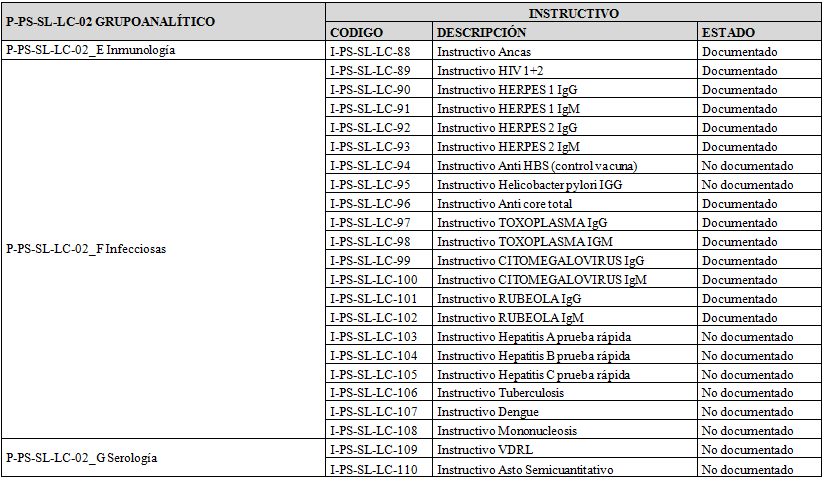 P-PS-SL-LC-02 GRUPOANALÍTICO INSTRUCTIVO
CODIGO DESCRIPCIÓN ESTADO
P-PS-SL-LC-02_E Inmunología I-PS-SL-LC-88 Instructivo Ancas Documentado
P-PS-SL-LC-02_F Infecciosas I-PS-SL-LC-89 Instructivo HIV 1+2 Documentado
I-PS-SL-LC-90 Instructivo HERPES 1 IgG Documentado
I-PS-SL-LC-91 Instructivo HERPES 1 IgM Documentado
I-PS-SL-LC-92 Instructivo HERPES 2 IgG Documentado
I-PS-SL-LC-93 Instructivo HERPES 2 IgM Documentado
I-PS-SL-LC-94 Instructivo Anti HBS (control vacuna) No documentado
I-PS-SL-LC-95 Instructivo Helicobacter pylori IGG No documentado
I-PS-SL-LC-96 Instructivo Anti core total Documentado
I-PS-SL-LC-97 Instructivo TOXOPLASMA IgG Documentado
I-PS-SL-LC-98 Instructivo TOXOPLASMA IGM Documentado
I-PS-SL-LC-99 Instructivo CITOMEGALOVIRUS IgG Documentado
I-PS-SL-LC-100 Instructivo CITOMEGALOVIRUS IgM Documentado
I-PS-SL-LC-101 Instructivo RUBEOLA IgG Documentado
I-PS-SL-LC-102 Instructivo RUBEOLA IgM Documentado
I-PS-SL-LC-103 Instructivo Hepatitis A prueba rápida No documentado
I-PS-SL-LC-104 Instructivo Hepatitis B prueba rápida No documentado
I-PS-SL-LC-105 Instructivo Hepatitis C prueba rápida No documentado
I-PS-SL-LC-106 Instructivo Tuberculosis No documentado
I-PS-SL-LC-107 Instructivo Dengue No documentado
I-PS-SL-LC-108 Instructivo Mononucleosis No documentado
P-PS-SL-LC-02_G Serología I-PS-SL-LC-109 Instructivo VDRL No documentado
I-PS-SL-LC-110 Instructivo Asto Semicuantitativo No documentado